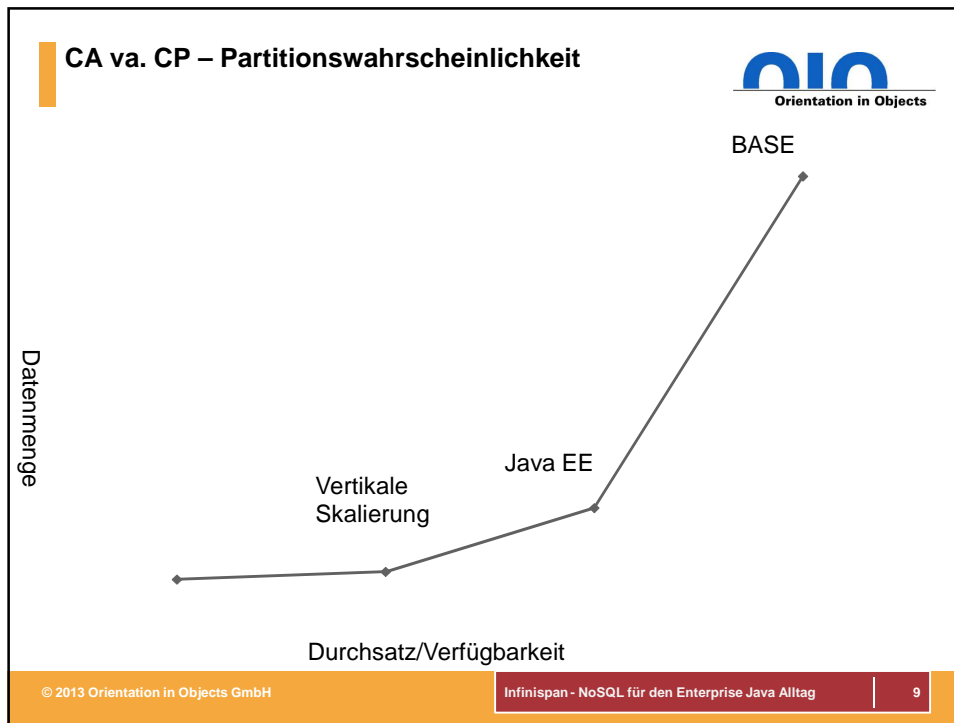 CA va. CP – Partitionswahrscheinlichkeit
Orientation in Objects
BASE
Datenmenge
Java EE
Vertikale
Skalierung
Durchsatz/Verfügbarkeit
© 2013 Orientation in Objects GmbH
Infinispan - NoSQL für den Enterprise Java Alltag
9